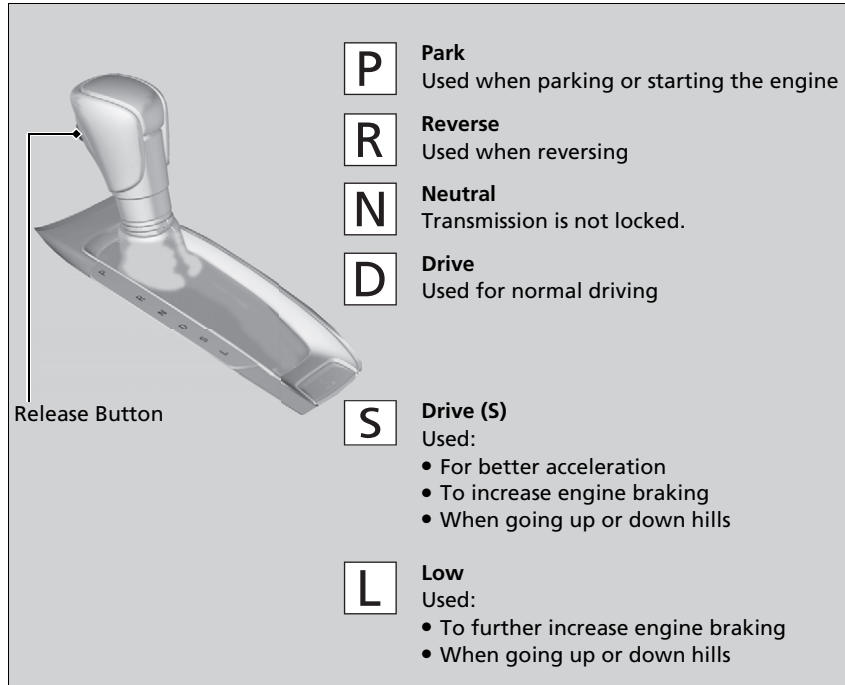 P
Park
Used when parking or starting the engine
R
Reverse
Used when reversing
N
Neutral
Transmission is not locked.
D
Drive
Used for normal driving
Release Button
S
Drive (S)
Used:
• For better acceleration
• To increase engine braking
• When going up or down hills
L
Low
Used:
• To further increase engine braking
• When going up or down hills
P
R
N
D
S
L